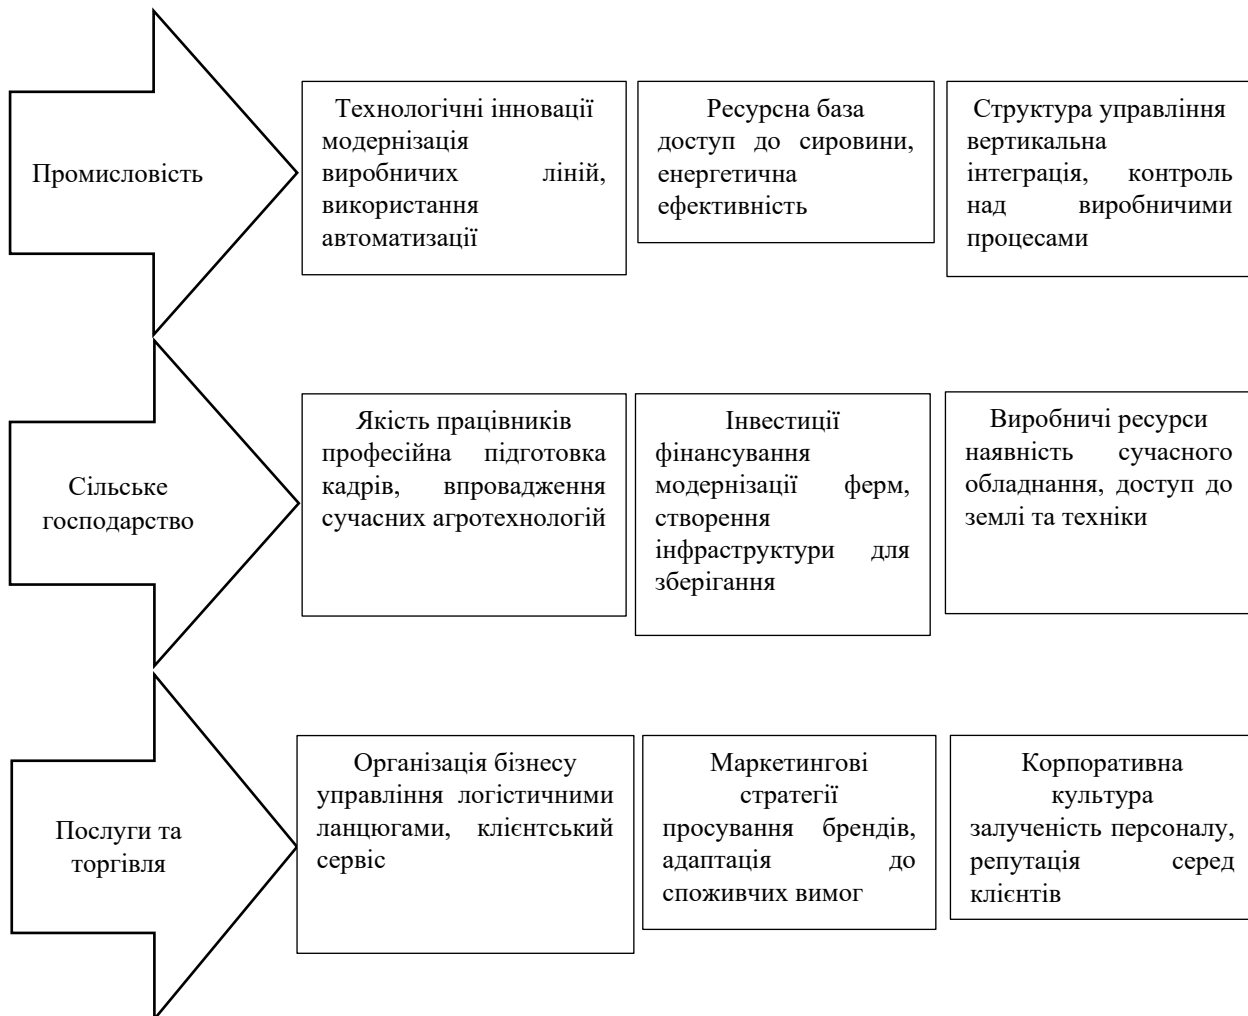 Промисловість
Технологічні інновації
модернізація
виробничих ліній,
використання
автоматизації
Ресурсна база
доступ до сировини,
енергетична
ефективність
Структура управління
вертикальна
інтеграція, контроль
над виробничими
процесами
Сільське
господарство
Якість працівників
професійна підготовка
кадрів, впровадження
сучасних агротехнологій
Інвестиції
фінансування
модернізації ферм,
створення
інфраструктури для
зберігання
Виробничі ресурси
наявність сучасного
обладнання, доступ до
землі та техніки
Послуги та
торгівля
Організація бізнесу
управління логістичними
ланцюгами, клієнтський
сервіс
Маркетингові
стратегії
просування брендів,
адаптація до
споживчих вимог
Корпоративна
культура
залученість персоналу,
репутація серед
клієнтів